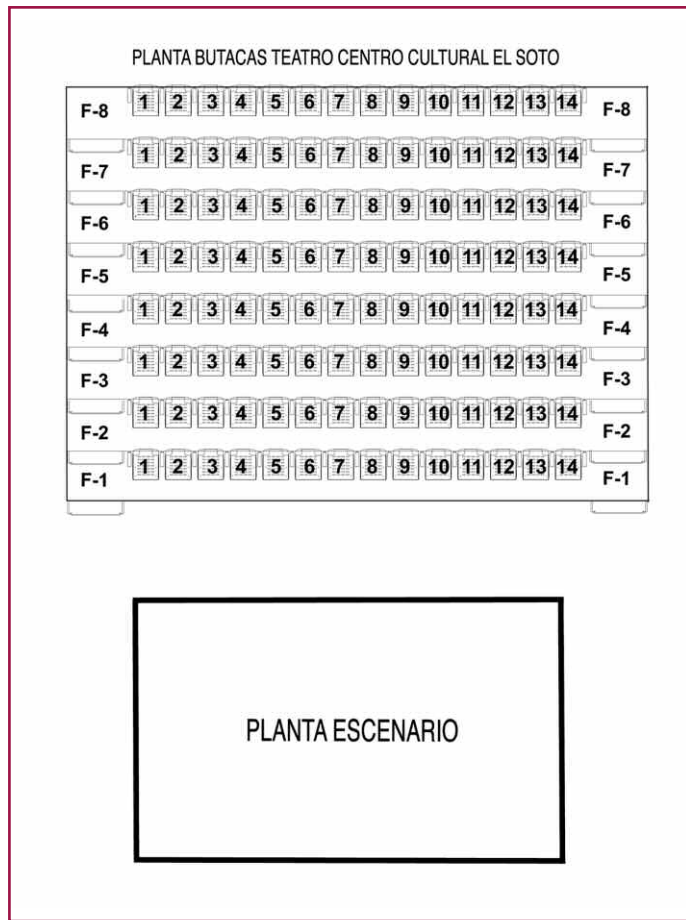 PLANTA BUTACAS TEATRO CENTRO CULTURAL EL SOTO
F-8 1 2 3 4 5 6 7 8 9 10 11 12 13 14 F-8
F-7 1 2 3 4 5 6 7 8 9 10 11 12 13 14 F-7
F-6 1 2 3 4 5 6 7 8 9 10 11 12 13 14 F-6
F-5 1 2 3 4 5 6 7 8 9 10 11 12 13 14 F-5
F-4 1 2 3 4 5 6 7 8 9 10 11 12 13 14 F-4
F-3 1 2 3 4 5 6 7 8 9 10 11 12 13 14 F-3
F-2 1 2 3 4 5 6 7 8 9 10 11 12 13 14 F-2
F-1 1 2 3 4 5 6 7 8 9 10 11 12 13 14 F-1
PLANTA ESCENARIO